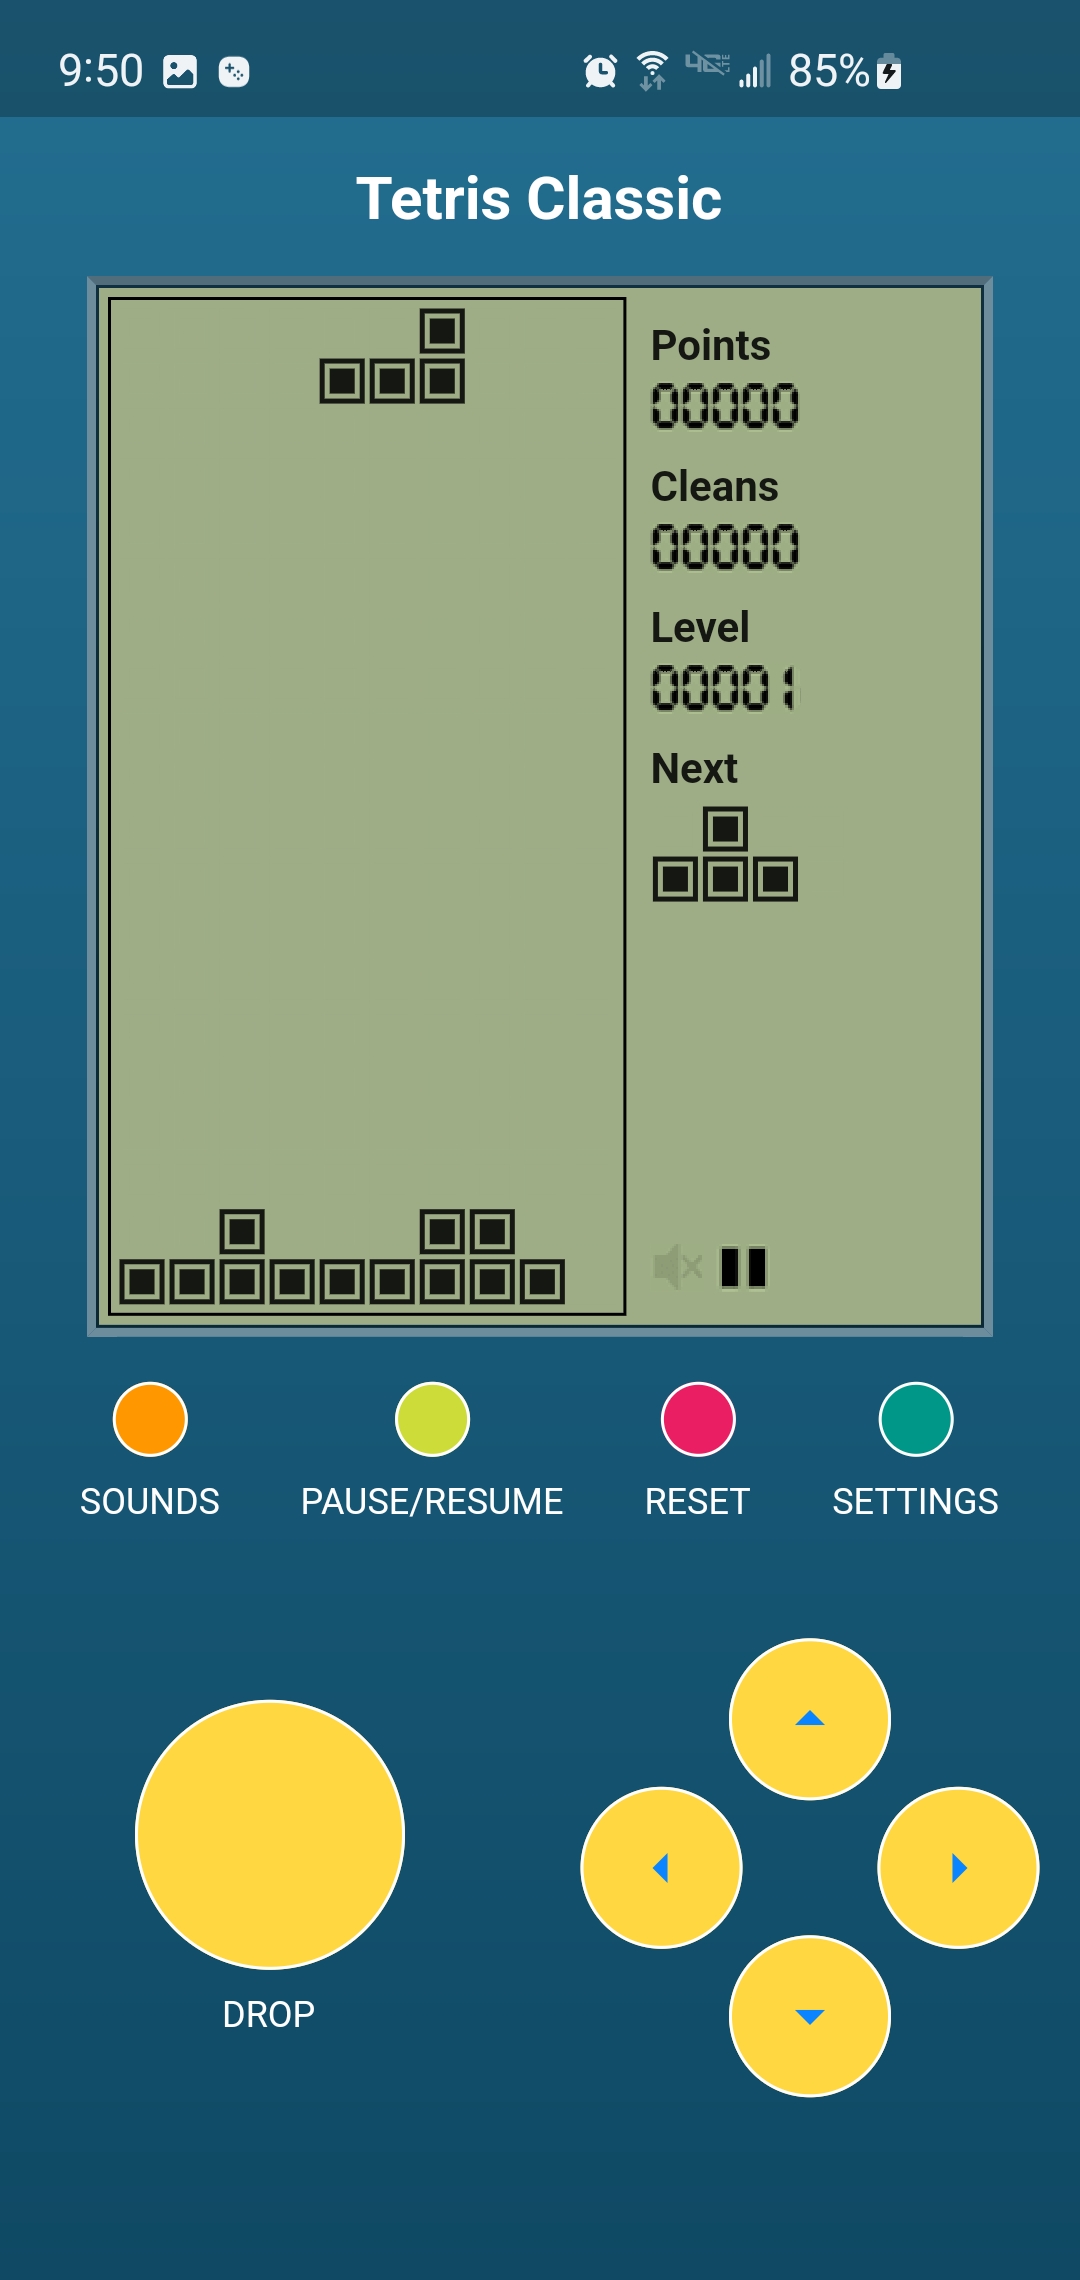 9:50 85%
Tetris Classic
Points
00000
Cleans
00000
Level
00001
Next
SOUNDS PAUSE/RESUME RESET SETTINGS
DROP